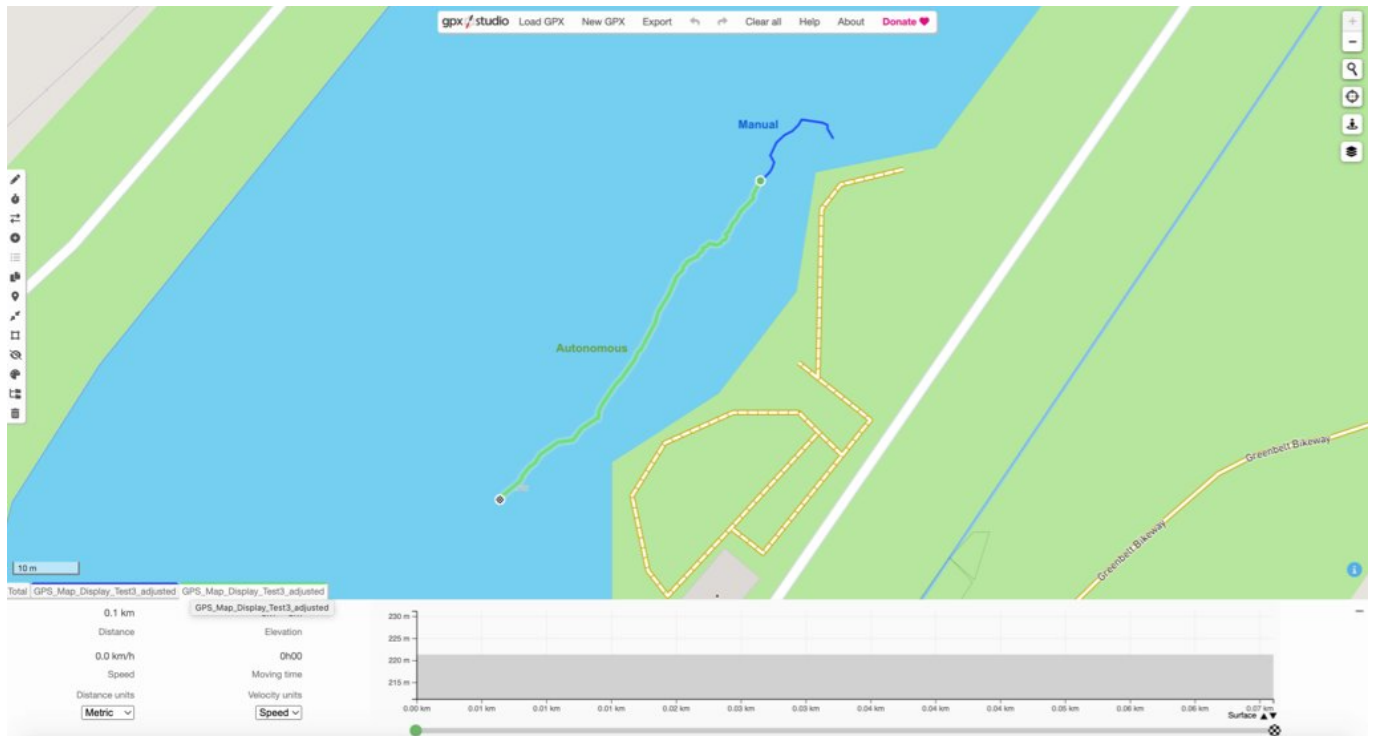 gpx studio Load GPX New GPX Export Clear all Help About Donate
Manual
Autonomous
Greenbelt Bikeway
Greenbelt Bikeway
10 m
Total GPS_Map_Display_Test3_adjusted GPS_Map_Display_Test3_adjusted
GPS_Map_Display_Test3_adjusted
0.1 km
Distance Elevation
0.0 km/h 0h00
Speed Moving time
Distance units Velocity units
Metric Speed
230 m
225 m
220 m
215 m
0.00 km 0.01 km 0.01 km 0.01 km 0.02 km 0.03 km 0.03 km 0.04 km 0.04 km 0.04 km 0.05 km 0.06 km 0.06 km 0.07 km
Surface